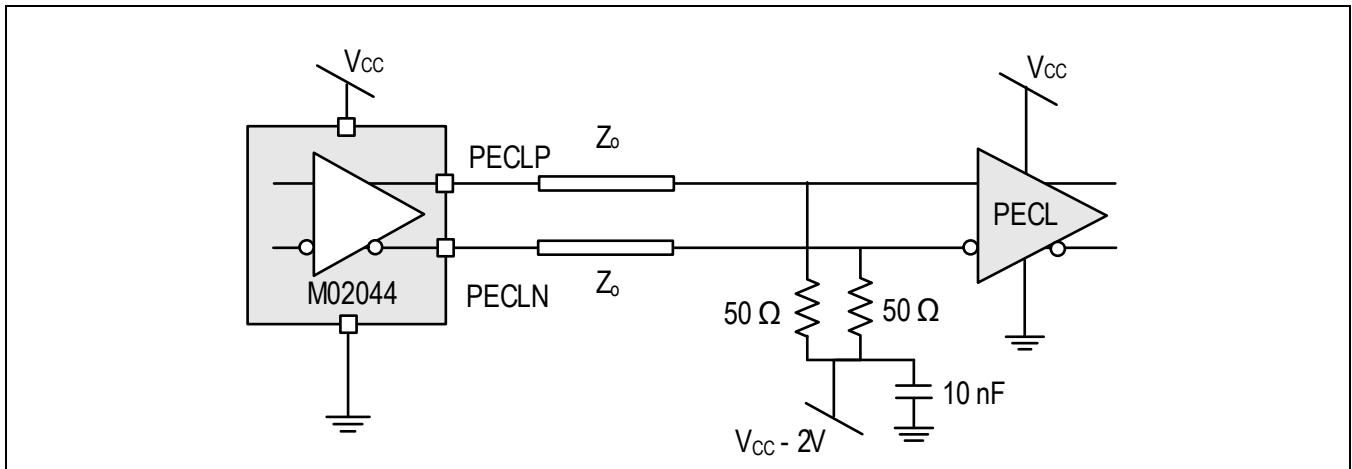 VCC
VCC
Zo
PECLP
PECL
M02044
PECLN
Zo
50 Ω
50 Ω
10 nF
VCC - 2V